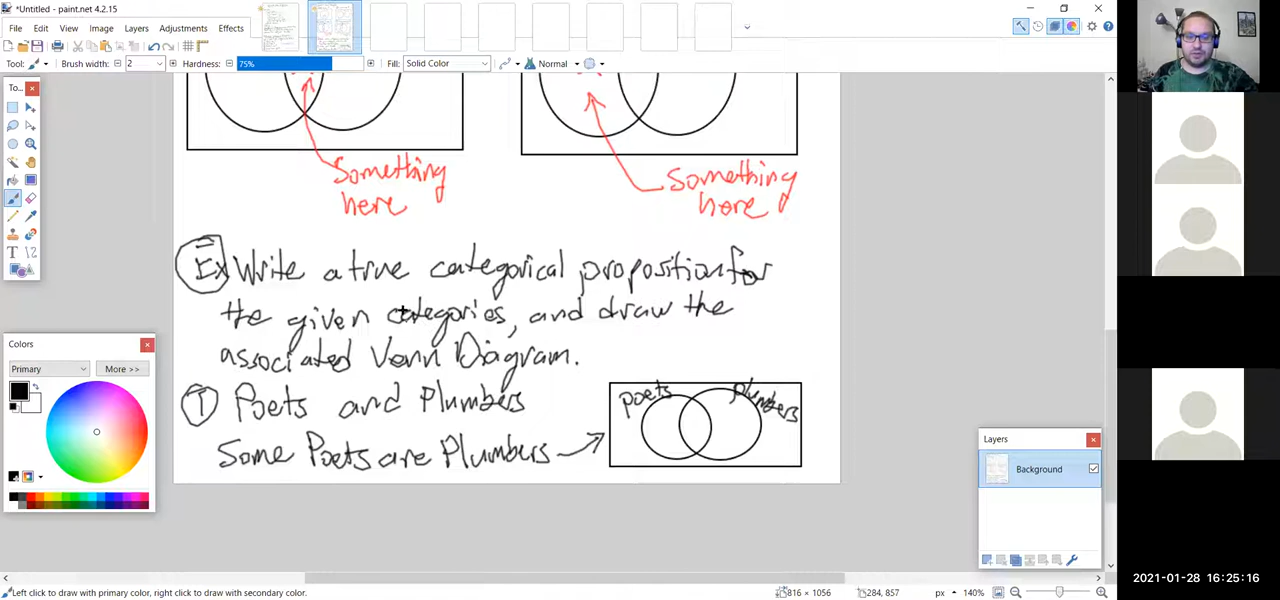 *Untitled - paint.net 4.2.15
File Edit View Image Layers Adjustments Effects
Tool: Brush width: 2 Hardness: 75% Fill: Solid Color Normal
To...
Something
here
Something
here
Ex Write a true categorical proposition for
the given categories, and draw the
associated Venn Diagram.
1 Poets and Plumbers
poets plumbers
Some Poets are Plumbers
Colors
Primary More >>
Layers
Background
2021-01-28 16:25:16
Left click to draw with primary color, right click to draw with secondary color. 816 × 1056 284, 857 px 140%